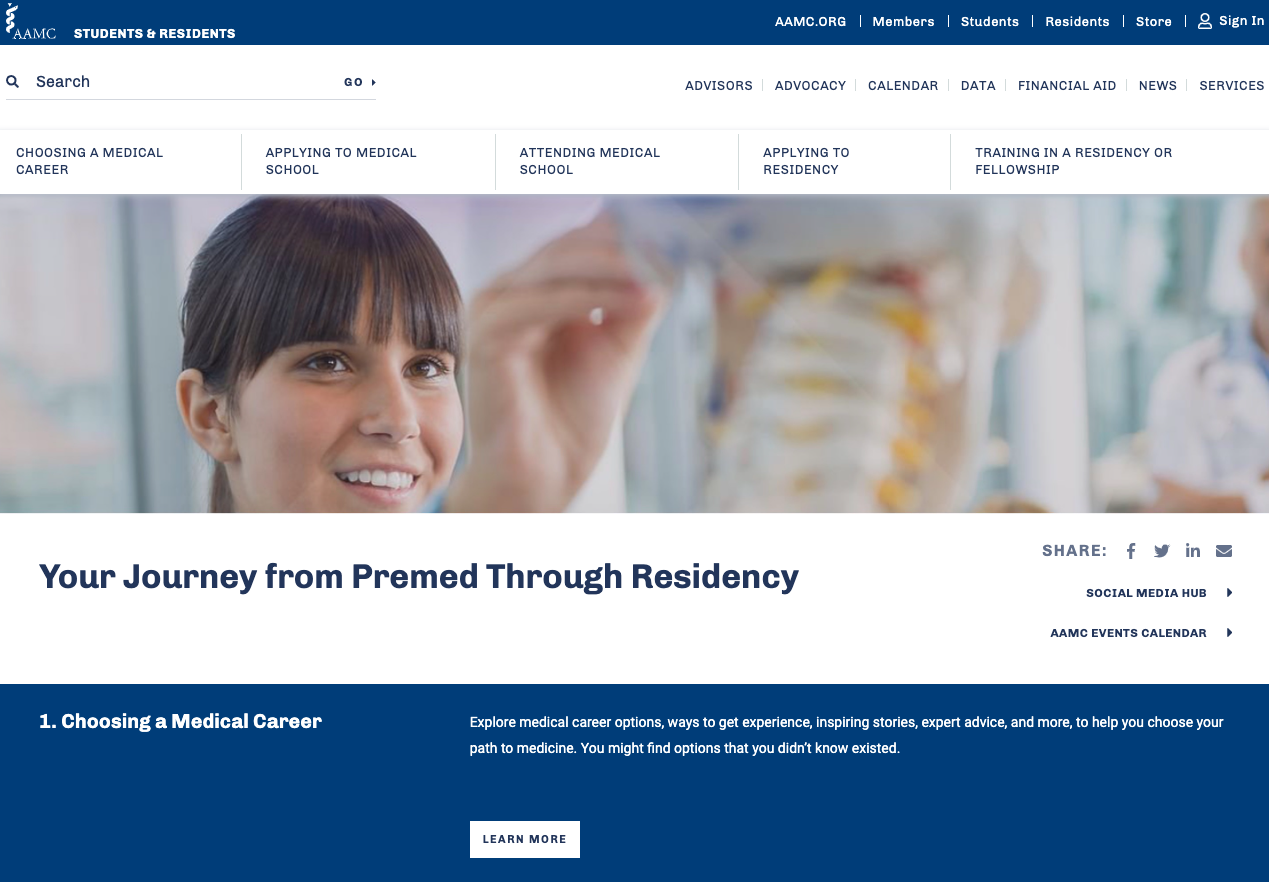 AAMC STUDENTS & RESIDENTS
AAMC.ORG Members Students Residents Store Sign In
Search GO
ADVISORS ADVOCACY CALENDAR DATA FINANCIAL AID NEWS SERVICES
CHOOSING A MEDICAL
CAREER
APPLYING TO MEDICAL
SCHOOL
ATTENDING MEDICAL
SCHOOL
APPLYING TO
RESIDENCY
TRAINING IN A RESIDENCY OR
FELLOWSHIP
Your Journey from Premed Through Residency
SHARE:
SOCIAL MEDIA HUB
AAMC EVENTS CALENDAR
1. Choosing a Medical Career
Explore medical career options, ways to get experience, inspiring stories, expert advice, and more, to help you choose your
path to medicine. You might find options that you didn’t know existed.
LEARN MORE